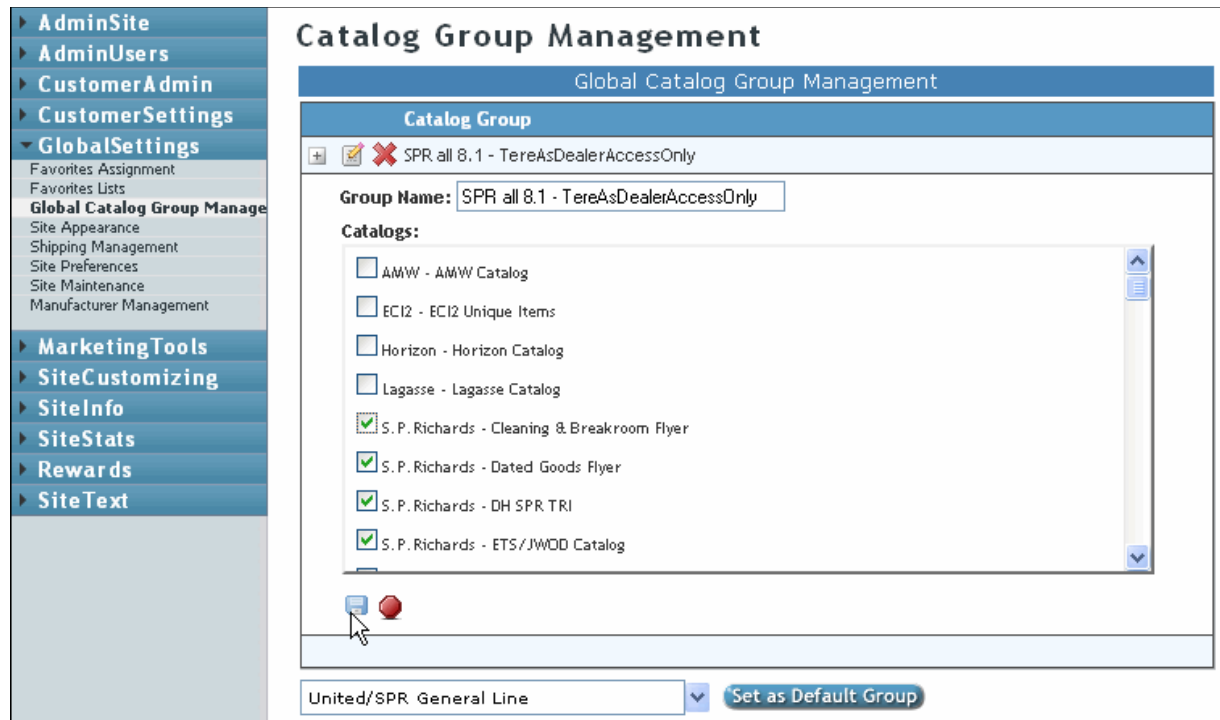 AdminSite
AdminUsers
CustomerAdmin
CustomerSettings
GlobalSettings
Favorites Assignment
Favorites Lists
Global Catalog Group Manage
Site Appearance
Shipping Management
Site Preferences
Site Maintenance
Manufacturer Management
MarketingTools
SiteCustomizing
SiteInfo
SiteStats
Rewards
SiteText
Catalog Group Management
Global Catalog Group Management
Catalog Group
SPR all 8.1 - TereAsDealerAccessOnly
Group Name: SPR all 8.1 - TereAsDealerAccessOnly
Catalogs:
AMW - AMW Catalog
ECI2 - ECI2 Unique Items
Horizon - Horizon Catalog
Lagasse - Lagasse Catalog
S.P.Richards - Cleaning & Breakroom Flyer
S.P.Richards - Dated Goods Flyer
S.P.Richards - DH SPR TRI
S.P.Richards - ETS/JWOD Catalog
United/SPR General Line
Set as Default Group